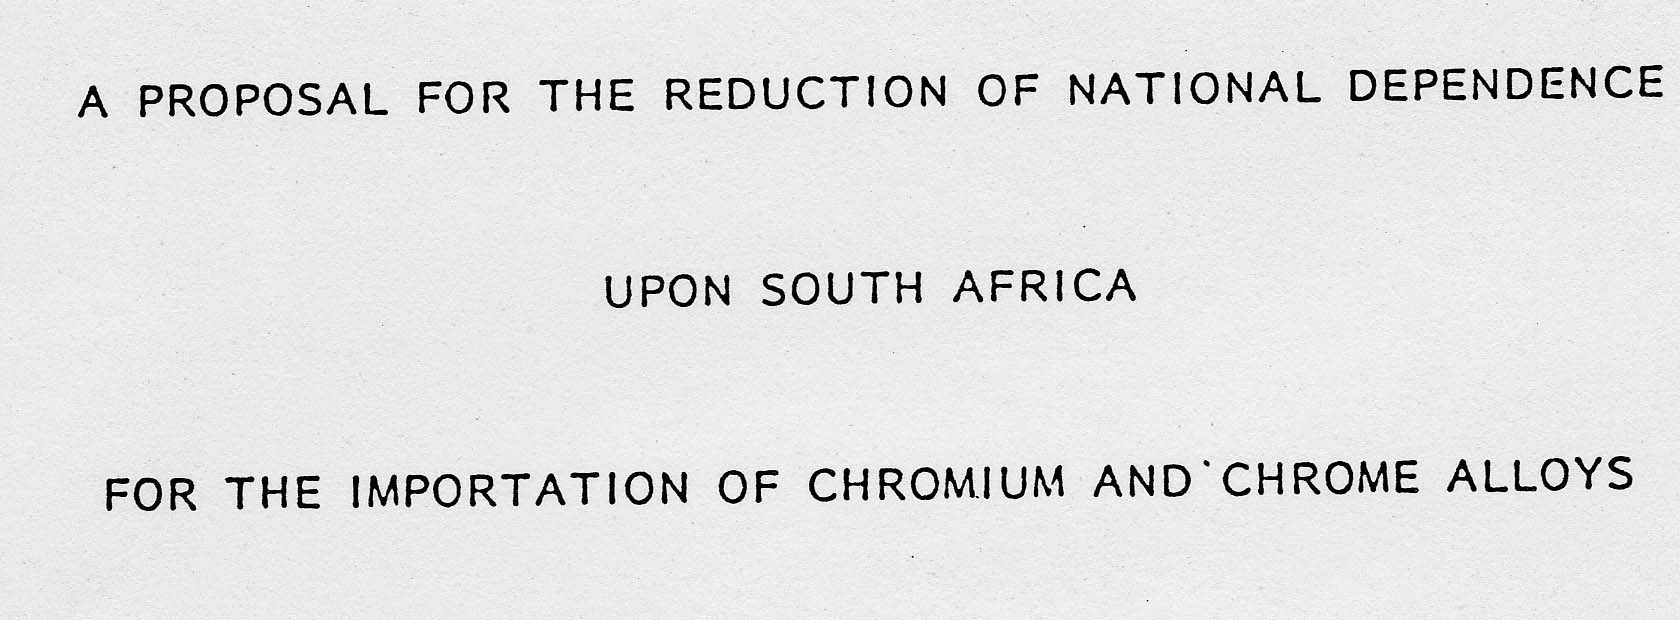 A PROPOSAL FOR THE REDUCTION OF NATIONAL DEPENDENCE
UPON SOUTH AFRICA
FOR THE IMPORTATION OF CHROMIUM AND CHROME ALLOYS